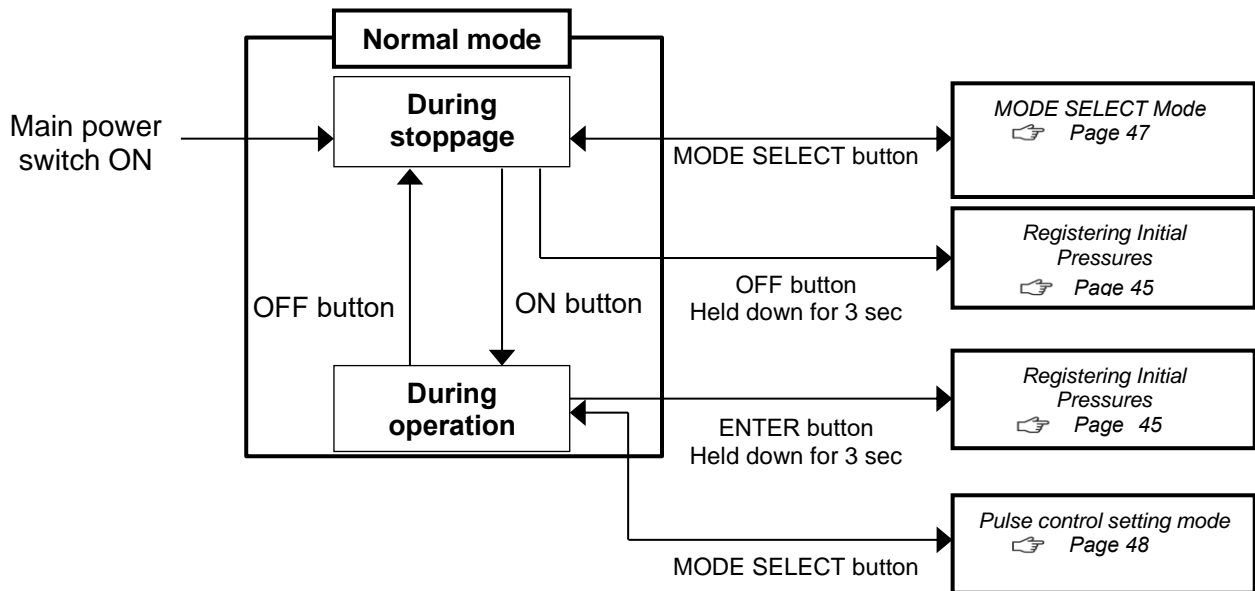 Normal mode
Main power
switch ON
During
stoppage
MODE SELECT button
MODE SELECT Mode
☞ Page 47
OFF button
Held down for 3 sec
Registering Initial
Pressures
☞ Page 45
OFF button
ON button
During
operation
ENTER button
Held down for 3 sec
Registering Initial
Pressures
☞ Page 45
MODE SELECT button
Pulse control setting mode
☞ Page 48